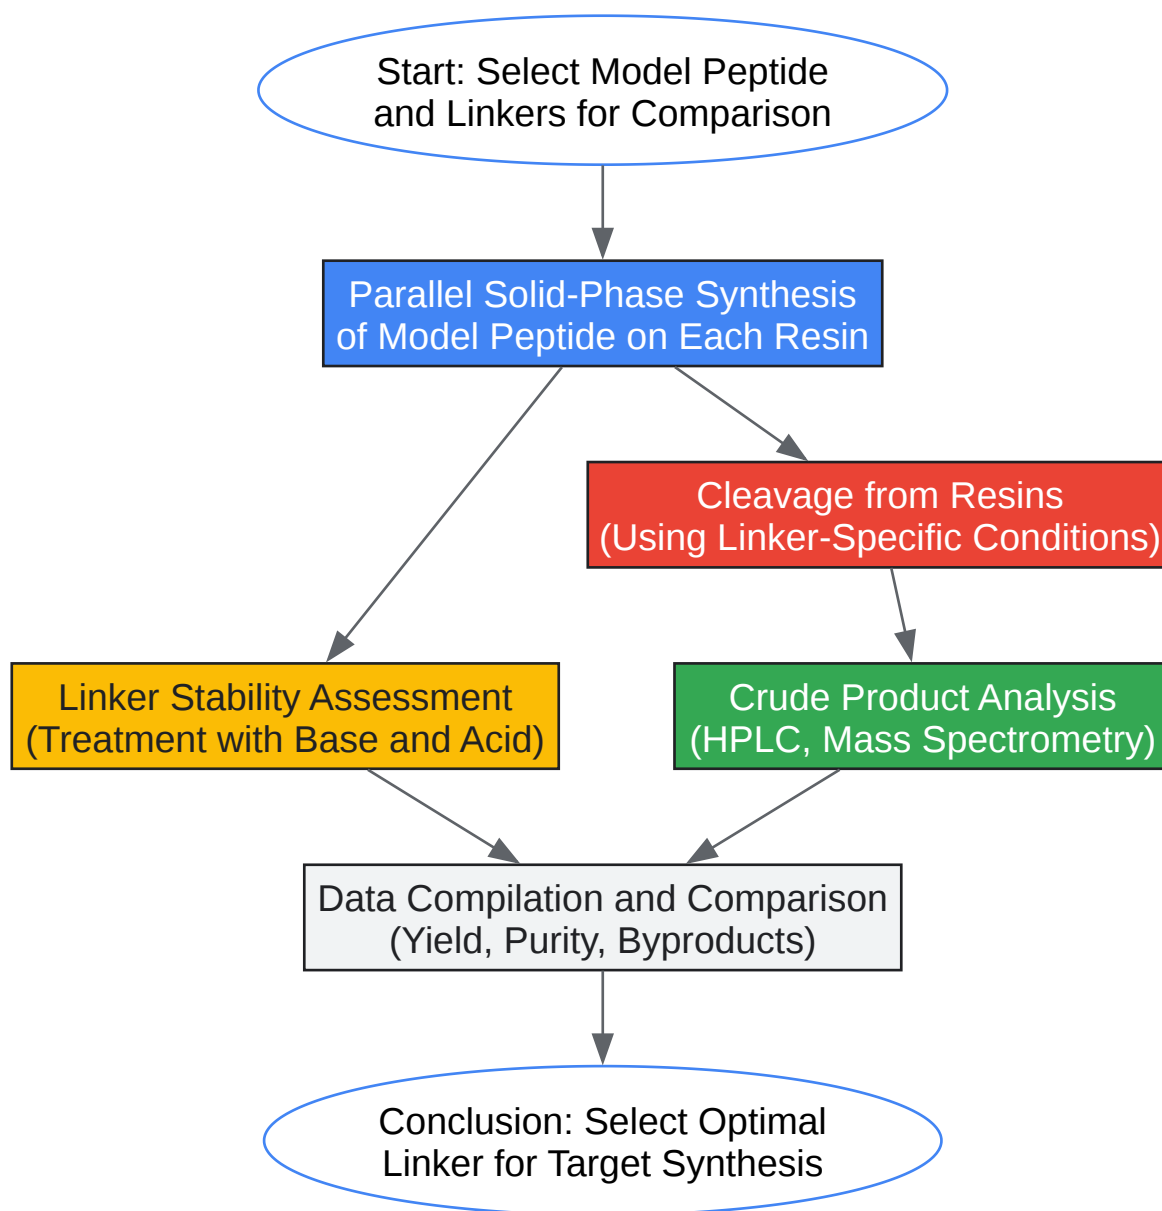 Start: Select Model Peptide
and Linkers for Comparison
Parallel Solid-Phase Synthesis
of Model Peptide on Each Resin
Cleavage from Resins
(Using Linker-Specific Conditions)
Linker Stability Assessment
(Treatment with Base and Acid)
Crude Product Analysis
(HPLC, Mass Spectrometry)
Data Compilation and Comparison
(Yield, Purity, Byproducts)
Conclusion: Select Optimal
Linker for Target Synthesis